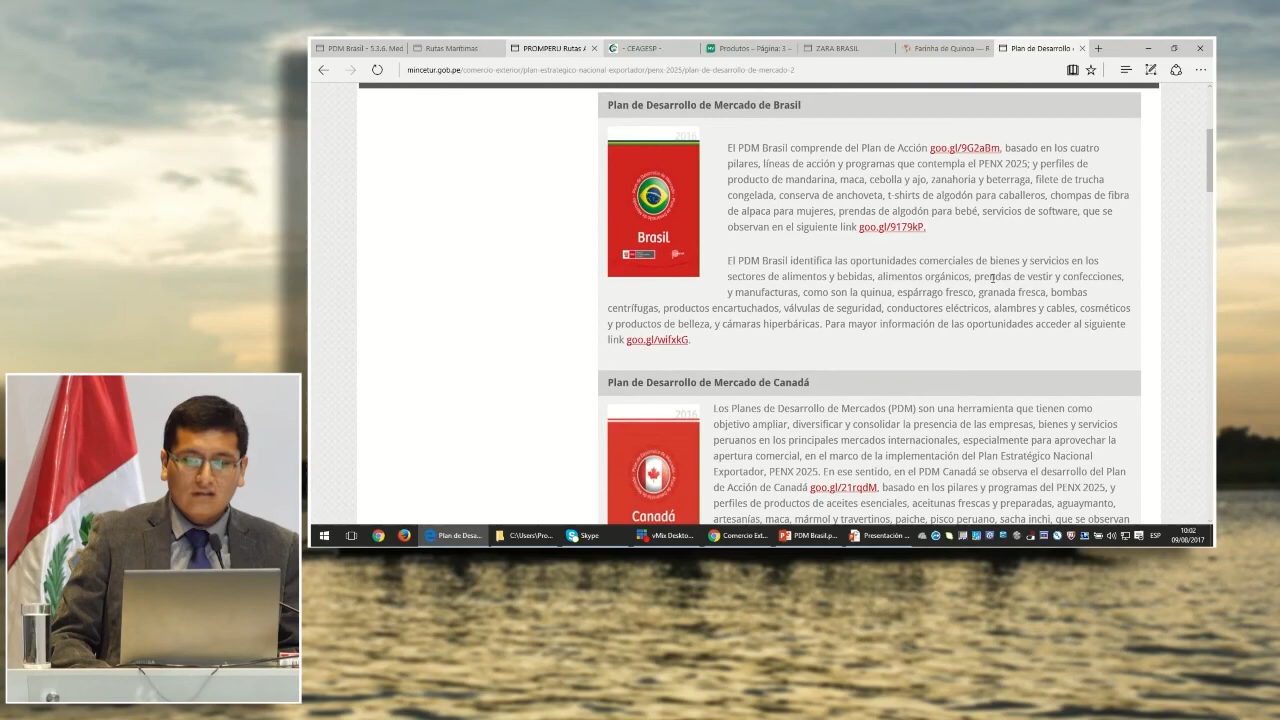 PDM Brasil - 5.3.6. Med
Rutas Marítimas
PROMPERU Rutas
- CEAGESP -
Produtos – Página: 3 –
ZARA BRASIL
Farinha de Quinoa — R
Plan de Desarrollo
mincetur.gob.pe/comercio-exterior/plan-estrategico-nacional-exportador/penx-2025/plan-de-desarrollo-de-mercado-2
Plan de Desarrollo de Mercado de Brasil
2016
Brasil
El PDM Brasil comprende del Plan de Acción goo.gl/9G2aBm, basado en los cuatro
pilares, líneas de acción y programas que contempla el PENX 2025; y perfiles de
producto de mandarina, maca, cebolla y ajo, zanahoria y beterraga, filete de trucha
congelada, conserva de anchoveta, t-shirts de algodón para caballeros, chompas de fibra
de alpaca para mujeres, prendas de algodón para bebé, servicios de software, que se
observan en el siguiente link goo.gl/9179kP.
El PDM Brasil identifica las oportunidades comerciales de bienes y servicios en los
sectores de alimentos y bebidas, alimentos orgánicos, prendas de vestir y confecciones,
y manufacturas, como son la quinua, espárrago fresco, granada fresca, bombas
centrífugas, productos encartuchados, válvulas de seguridad, conductores eléctricos, alambres y cables, cosméticos
y productos de belleza, y cámaras hiperbáricas. Para mayor información de las oportunidades acceder al siguiente
link goo.gl/wifxkG.
Plan de Desarrollo de Mercado de Canadá
2016
Canadá
Los Planes de Desarrollo de Mercados (PDM) son una herramienta que tienen como
objetivo ampliar, diversificar y consolidar la presencia de las empresas, bienes y servicios
peruanos en los principales mercados internacionales, especialmente para aprovechar la
apertura comercial, en el marco de la implementación del Plan Estratégico Nacional
Exportador, PENX 2025. En ese sentido, en el PDM Canadá se observa el desarrollo del Plan
de Acción de Canadá goo.gl/21rqdM, basado en los pilares y programas del PENX 2025, y
perfiles de productos de aceites esenciales, aceitunas frescas y preparadas, aguaymanto,
artesanías, maca, mármol y travertinos, paiche, pisco peruano, sacha inchi, que se observan
Plan de Desa...
C:\Users\Pro...
Skype
vMix Deskto...
Comercio Ext...
PDM Brasil.p...
Presentación ...
ESP
10:02
09/08/2017